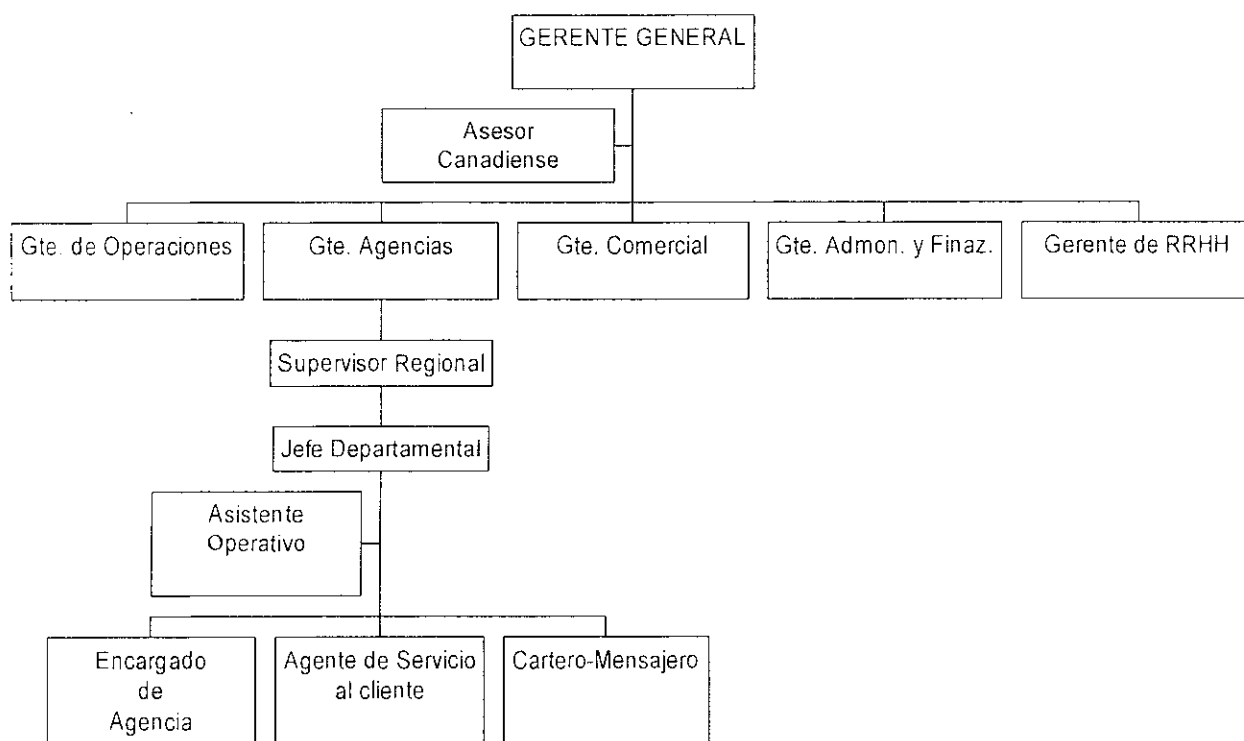 GERENTE GENERAL
Asesor
Canadiense
Gte. de Operaciones
Gte. Agencias
Gte. Comercial
Gte. Admon. y Finaz.
Gerente de RRHH
Supervisor Regional
Jefe Departamental
Asistente
Operativo
Encargado
de
Agencia
Agente de Servicio
al cliente
Cartero-Mensajero